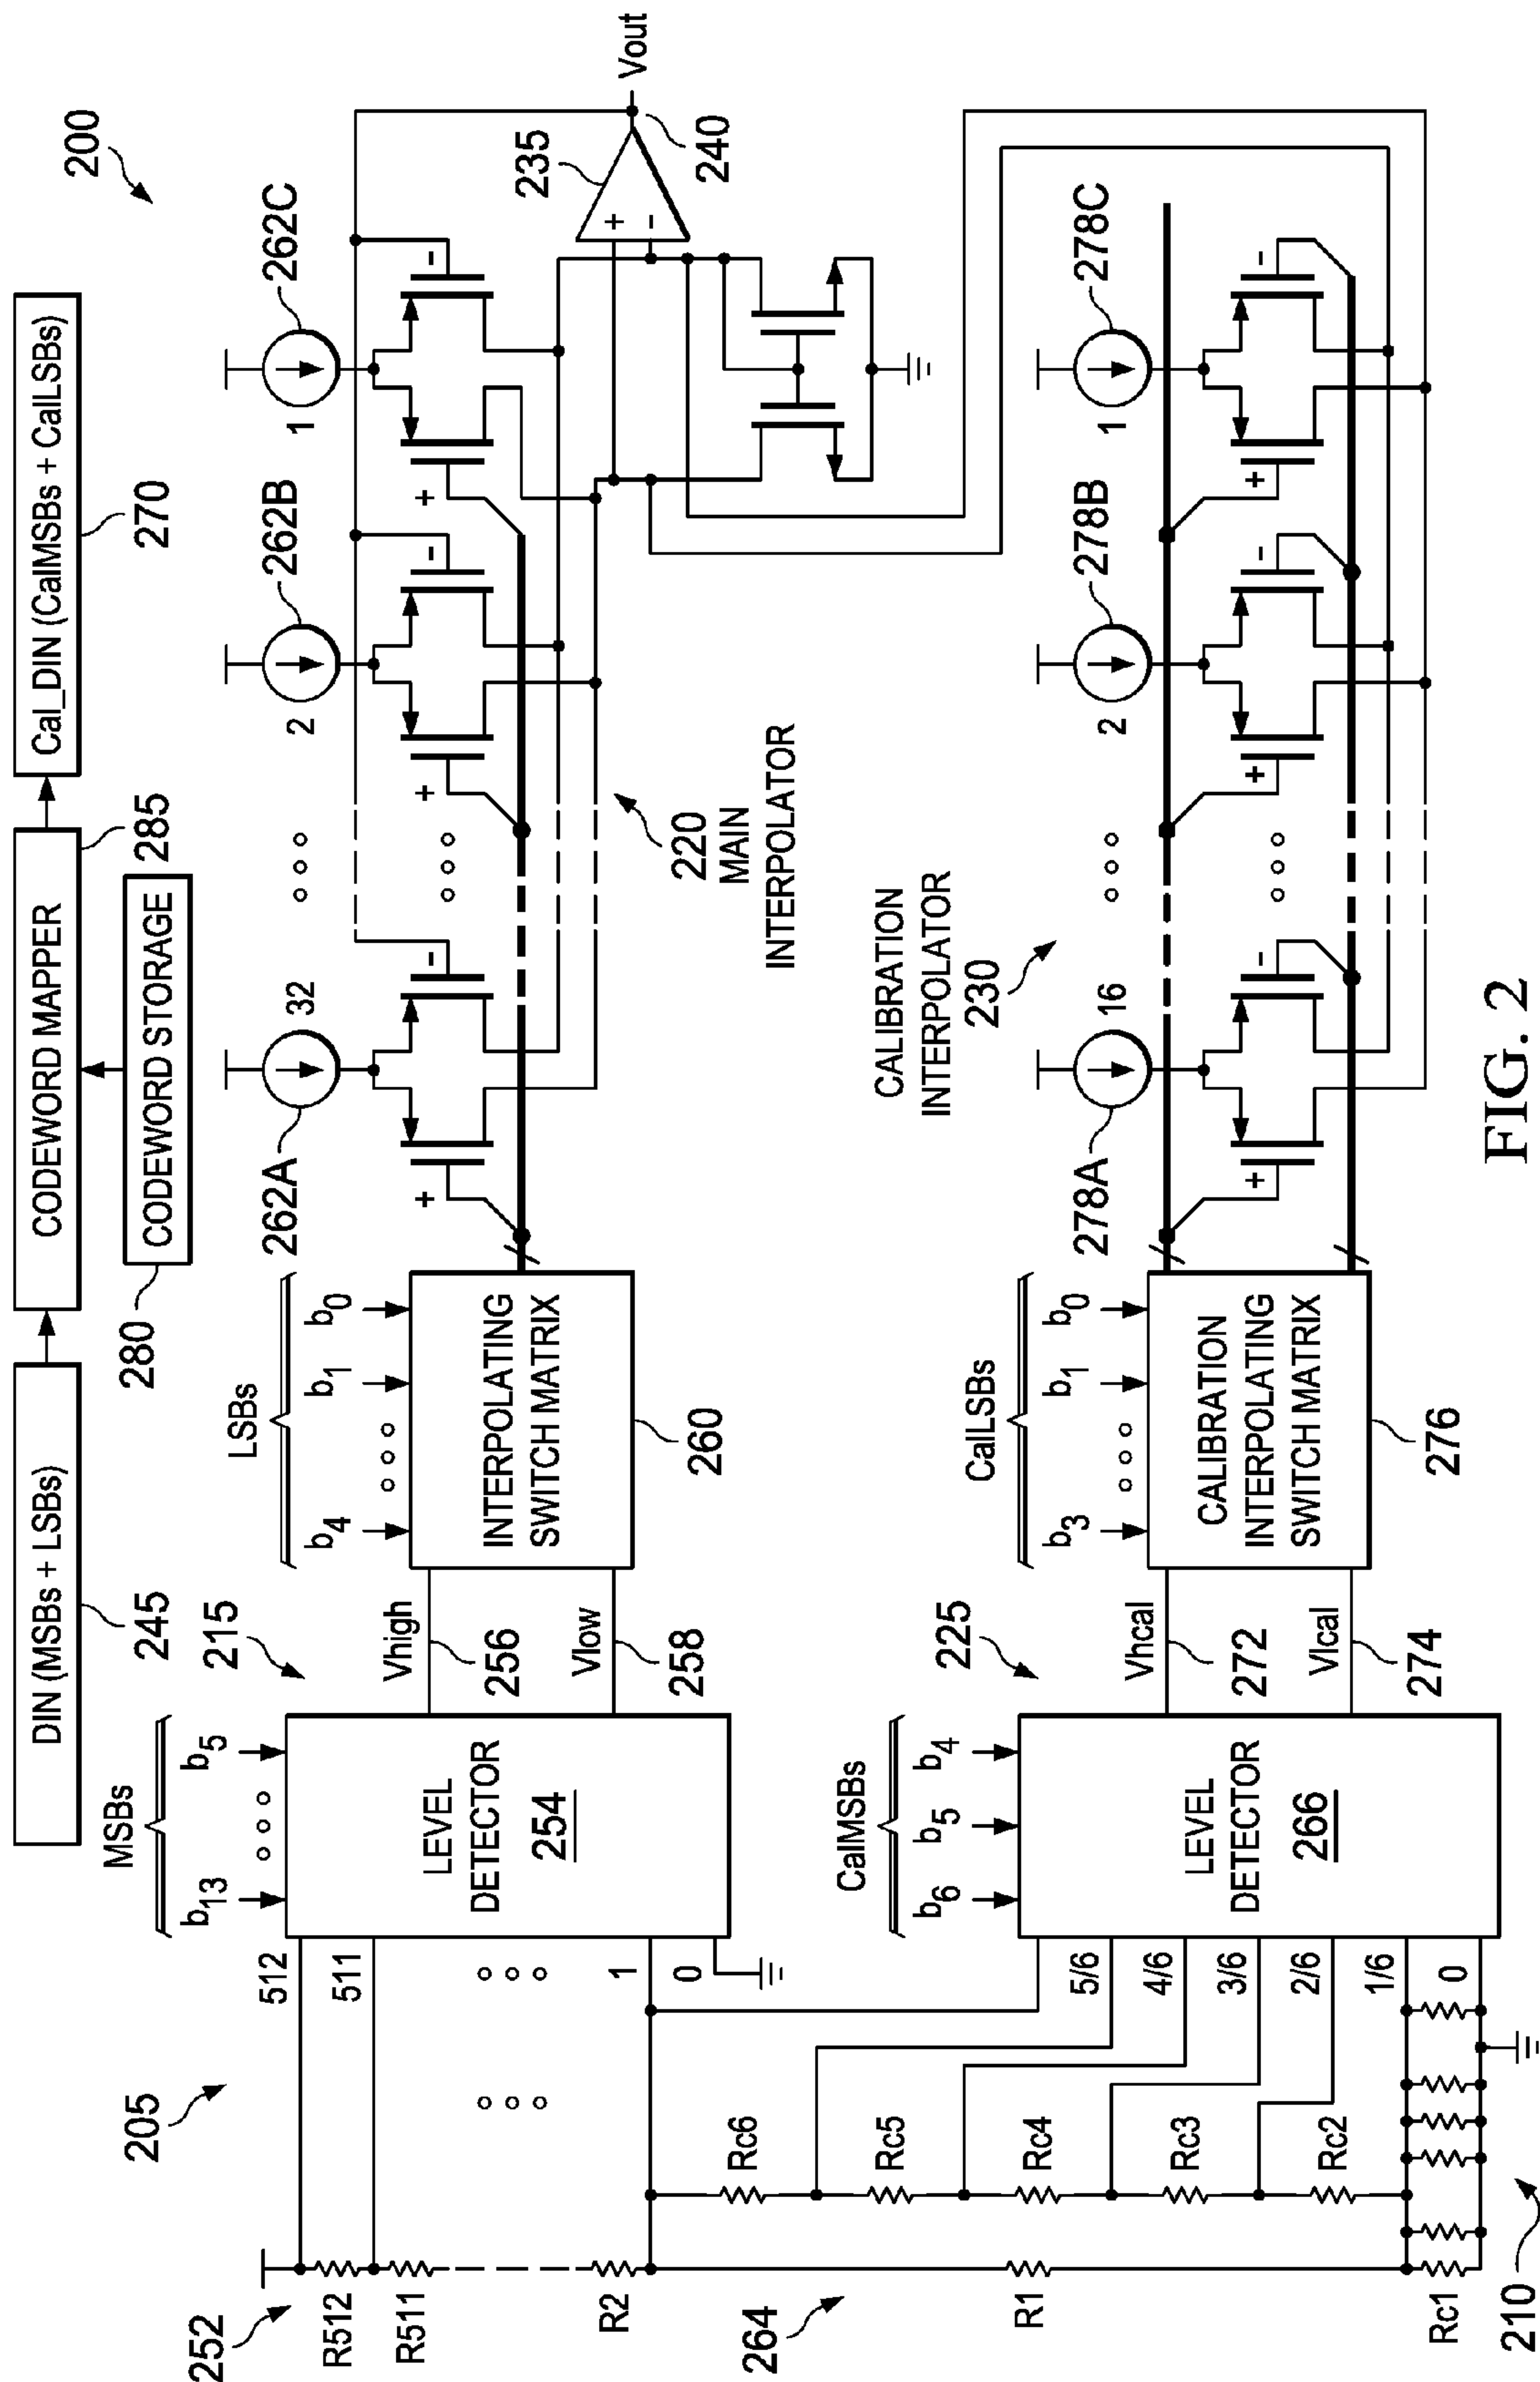 200
DIN (MSBs + LSBs)
245
CODEWORD MAPPER
285
Cal_DIN (CalMSBs + CalLSBs)
270
CODEWORD STORAGE
280
205
252
R512
R511
R2
264
R1
Rc1
210
Rc6
Rc5
Rc4
Rc3
Rc2
512
511
1
0
MSBs
b13
b5
LEVEL
DETECTOR
254
215
Vhigh
256
Vlow
258
LSBs
b4
b1
b0
INTERPOLATING
SWITCH MATRIX
260
262A
32
+
-
262B
2
+
-
262C
1
+
-
220
MAIN
INTERPOLATOR
235
+
-
240
Vout
5/6
4/6
3/6
2/6
1/6
0
CalMSBs
b6
b5
b4
LEVEL
DETECTOR
266
225
Vhcal
272
Vlcal
274
CalLSBs
b3
b1
b0
CALIBRATION
INTERPOLATING
SWITCH MATRIX
276
CALIBRATION
INTERPOLATOR
230
278A
16
+
-
278B
2
+
-
278C
1
+
-
FIG. 2